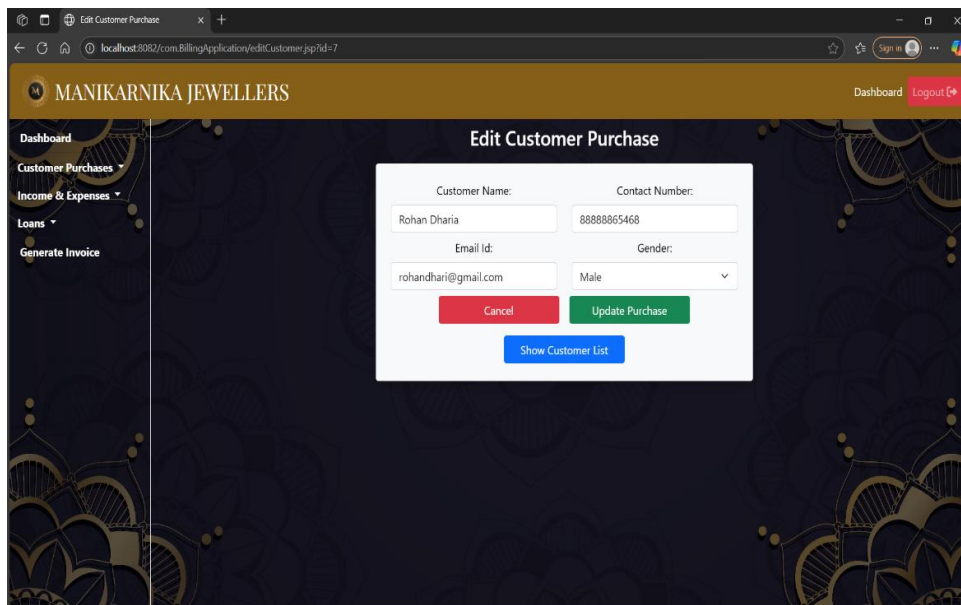 Edit Customer Purchase
localhost:8082/com.BillingApplication/editCustomer.jsp?id=7
Sign in
M
MANIKARNIKA JEWELLERS
Dashboard Logout
Dashboard
Customer Purchases
Income & Expenses
Loans
Generate Invoice
Edit Customer Purchase
Customer Name: Contact Number:
Rohan Dharia 88888865468
Email Id: Gender:
rohandhari@gmail.com Male
Cancel Update Purchase
Show Customer List